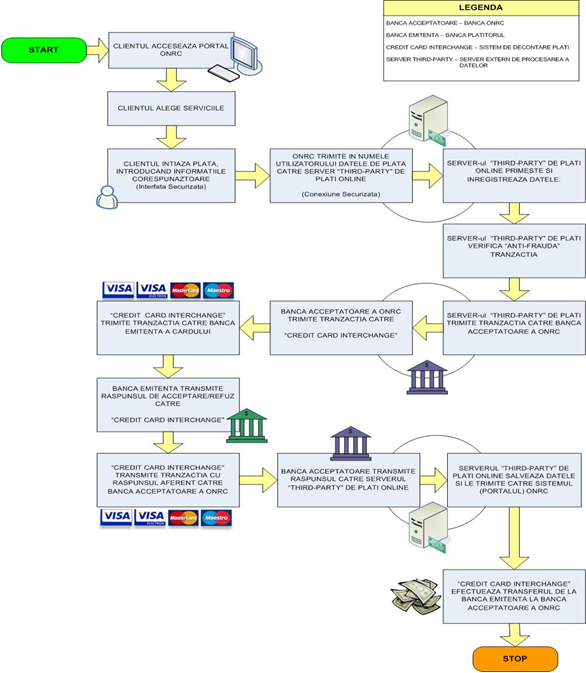 LEGENDA
BANCA ACCEPTATOARE – BANCA ONRC
BANCA EMITENTA – BANCA PLATITORUL
CREDIT CARD INTERCHANGE – SISTEM DE DECONTARE PLATI
SERVER THIRD-PARTY – SERVER EXTERN DE PROCESAREA A
DATELOR
START
CLIENTUL ACCESEAZA PORTAL
ONRC
CLIENTUL ALEGE SERVICIILE
CLIENTUL INTIAZA PLATA,
INTRODUCAND INFORMATIILE
CORESPUNAZTOARE
(Interfata Securizata)
ONRC TRIMITE IN NUMELE
UTILIZATORULUI DATELE DE PLATA
CATRE SERVER "THIRD-PARTY" DE
PLATI ONLINE
(Conexiune Securizata)
SERVER-ul "THIRD-PARTY" DE PLATI
ONLINE PRIMESTE SI
INREGISTREAZA DATELE.
SERVER-ul "THIRD-PARTY" DE PLATI
VERIFICA "ANTI-FRAUDA"
TRANZACTIA
SERVER-ul "THIRD-PARTY" DE PLATI
TRIMITE TRANZACTIA CATRE BANCA
ACCEPTATOARE A ONRC
BANCA ACCEPTATOARE A ONRC
TRIMITE TRANZACTIA CATRE
"CREDIT CARD INTERCHANGE"
VISA VISA MasterCard Maestro
ELECTRON
"CREDIT CARD INTERCHANGE"
TRIMITE TRANZACTIA CATRE BANCA
EMITENTA A CARDULUI
BANCA EMITENTA TRANSMITE
RASPUNSUL DE ACCEPTARE/REFUZ
CATRE
"CREDIT CARD INTERCHANGE"
"CREDIT CARD INTERCHANGE"
TRANSMITE TRANZACTIA CU
RASPUNSUL AFERENT CATRE
BANCA ACCEPTATOARE A ONRC
VISA VISA MasterCard Maestro
ELECTRON
BANCA ACCEPTATOARE TRANSMITE
RASPUNSUL CATRE SERVERUL
"THIRD-PARTY" DE PLATI ONLINE
SERVERUL "THIRD-PARTY" DE
PLATI ONLINE SALVEAZA DATELE
SI LE TRIMITE CATRE SISTEMUL
(PORTALUL) ONRC
"CREDIT CARD INTERCHANGE"
EFECTUEAZA TRANSFERUL DE LA
BANCA EMITENTA LA BANCA
ACCEPTATOARE A ONRC
STOP